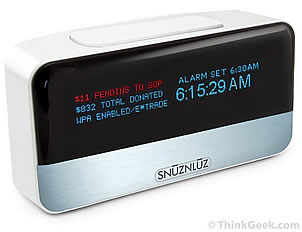 $11 PENDING TO GOP
$832 TOTAL DONATED
WPA ENABLED/E*TRADE
ALARM SET 6:30AM
6:15:29 AM
SNŪZNLŪZ
© ThinkGeek.com